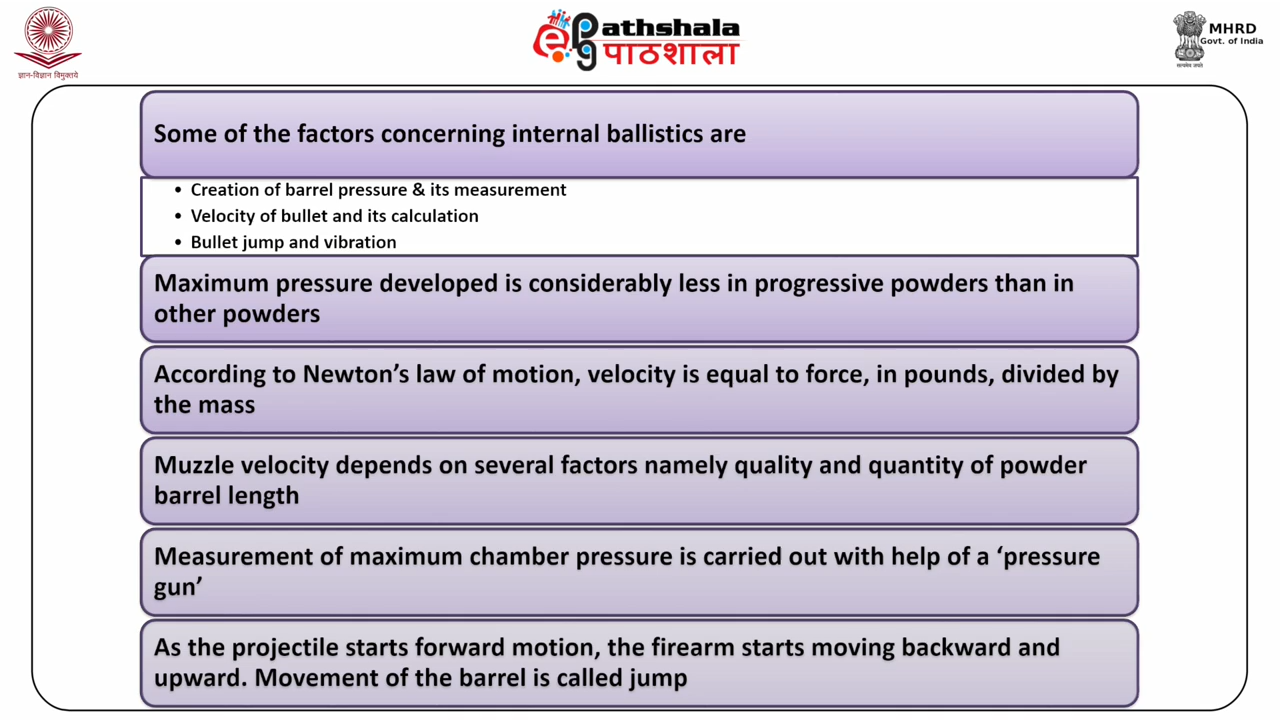 ज्ञान-विज्ञान विमुक्तये
epg Pathshala
पाठशाला
MHRD
Govt. of India
सत्यमेव जयते
Some of the factors concerning internal ballistics are
• Creation of barrel pressure & its measurement
• Velocity of bullet and its calculation
• Bullet jump and vibration
Maximum pressure developed is considerably less in progressive powders than in
other powders
According to Newton’s law of motion, velocity is equal to force, in pounds, divided by
the mass
Muzzle velocity depends on several factors namely quality and quantity of powder
barrel length
Measurement of maximum chamber pressure is carried out with help of a ‘pressure
gun’
As the projectile starts forward motion, the firearm starts moving backward and
upward. Movement of the barrel is called jump